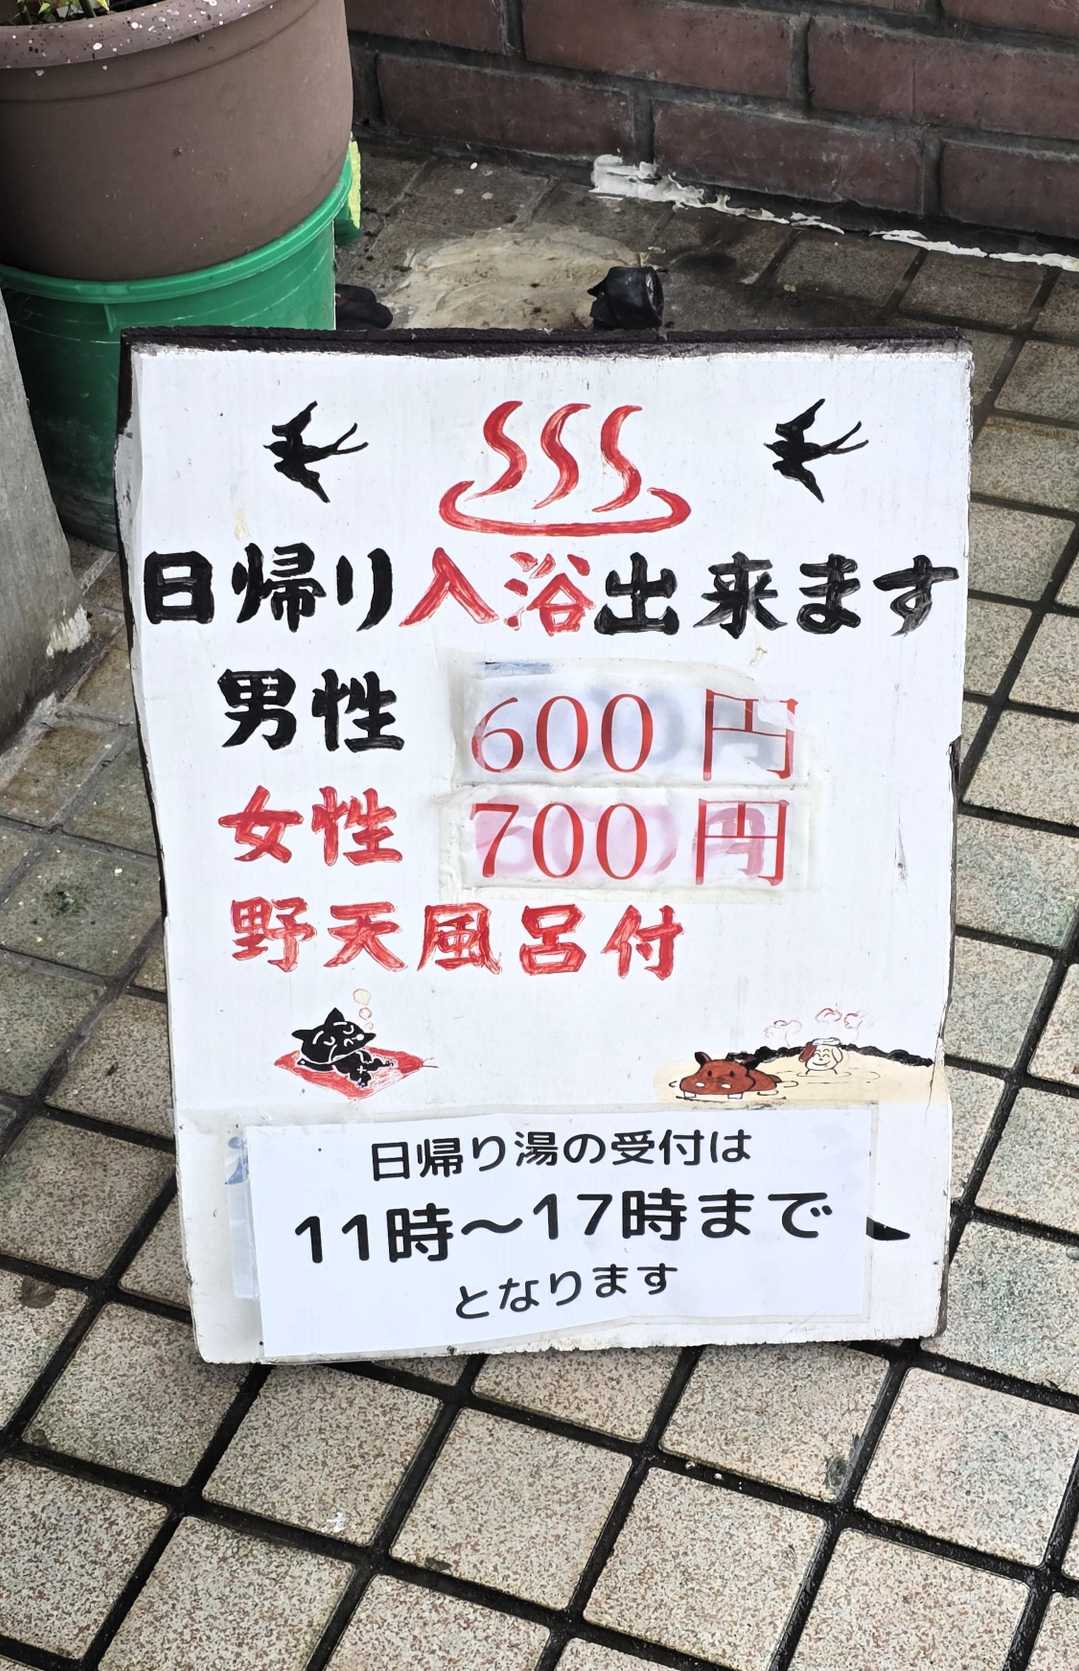 日帰り入浴出来ます
男性 600円
女性 700円
野天風呂付
日帰り湯の受付は
11時～17時まで
となります